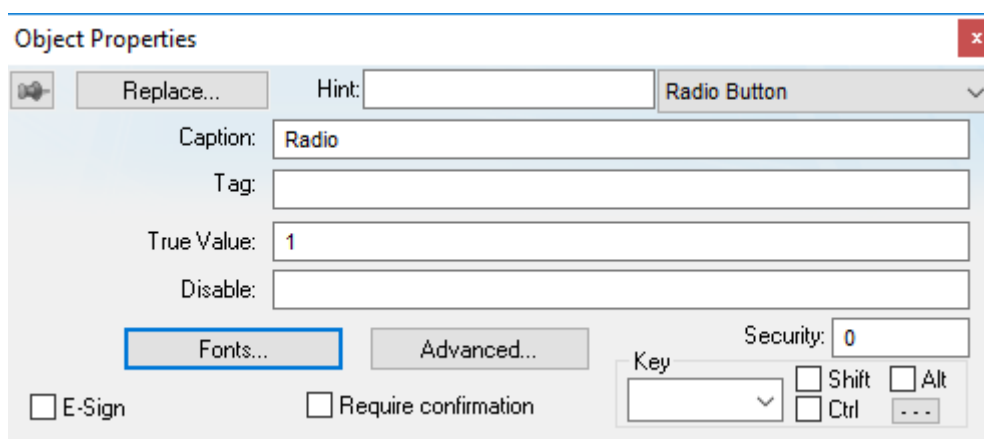 Object Properties x
Replace... Hint: Radio Button
Caption: Radio
Tag:
True Value: 1
Disable:
Fonts... Advanced... Security: 0
Key
Shift Alt
E-Sign Require confirmation Ctrl ...